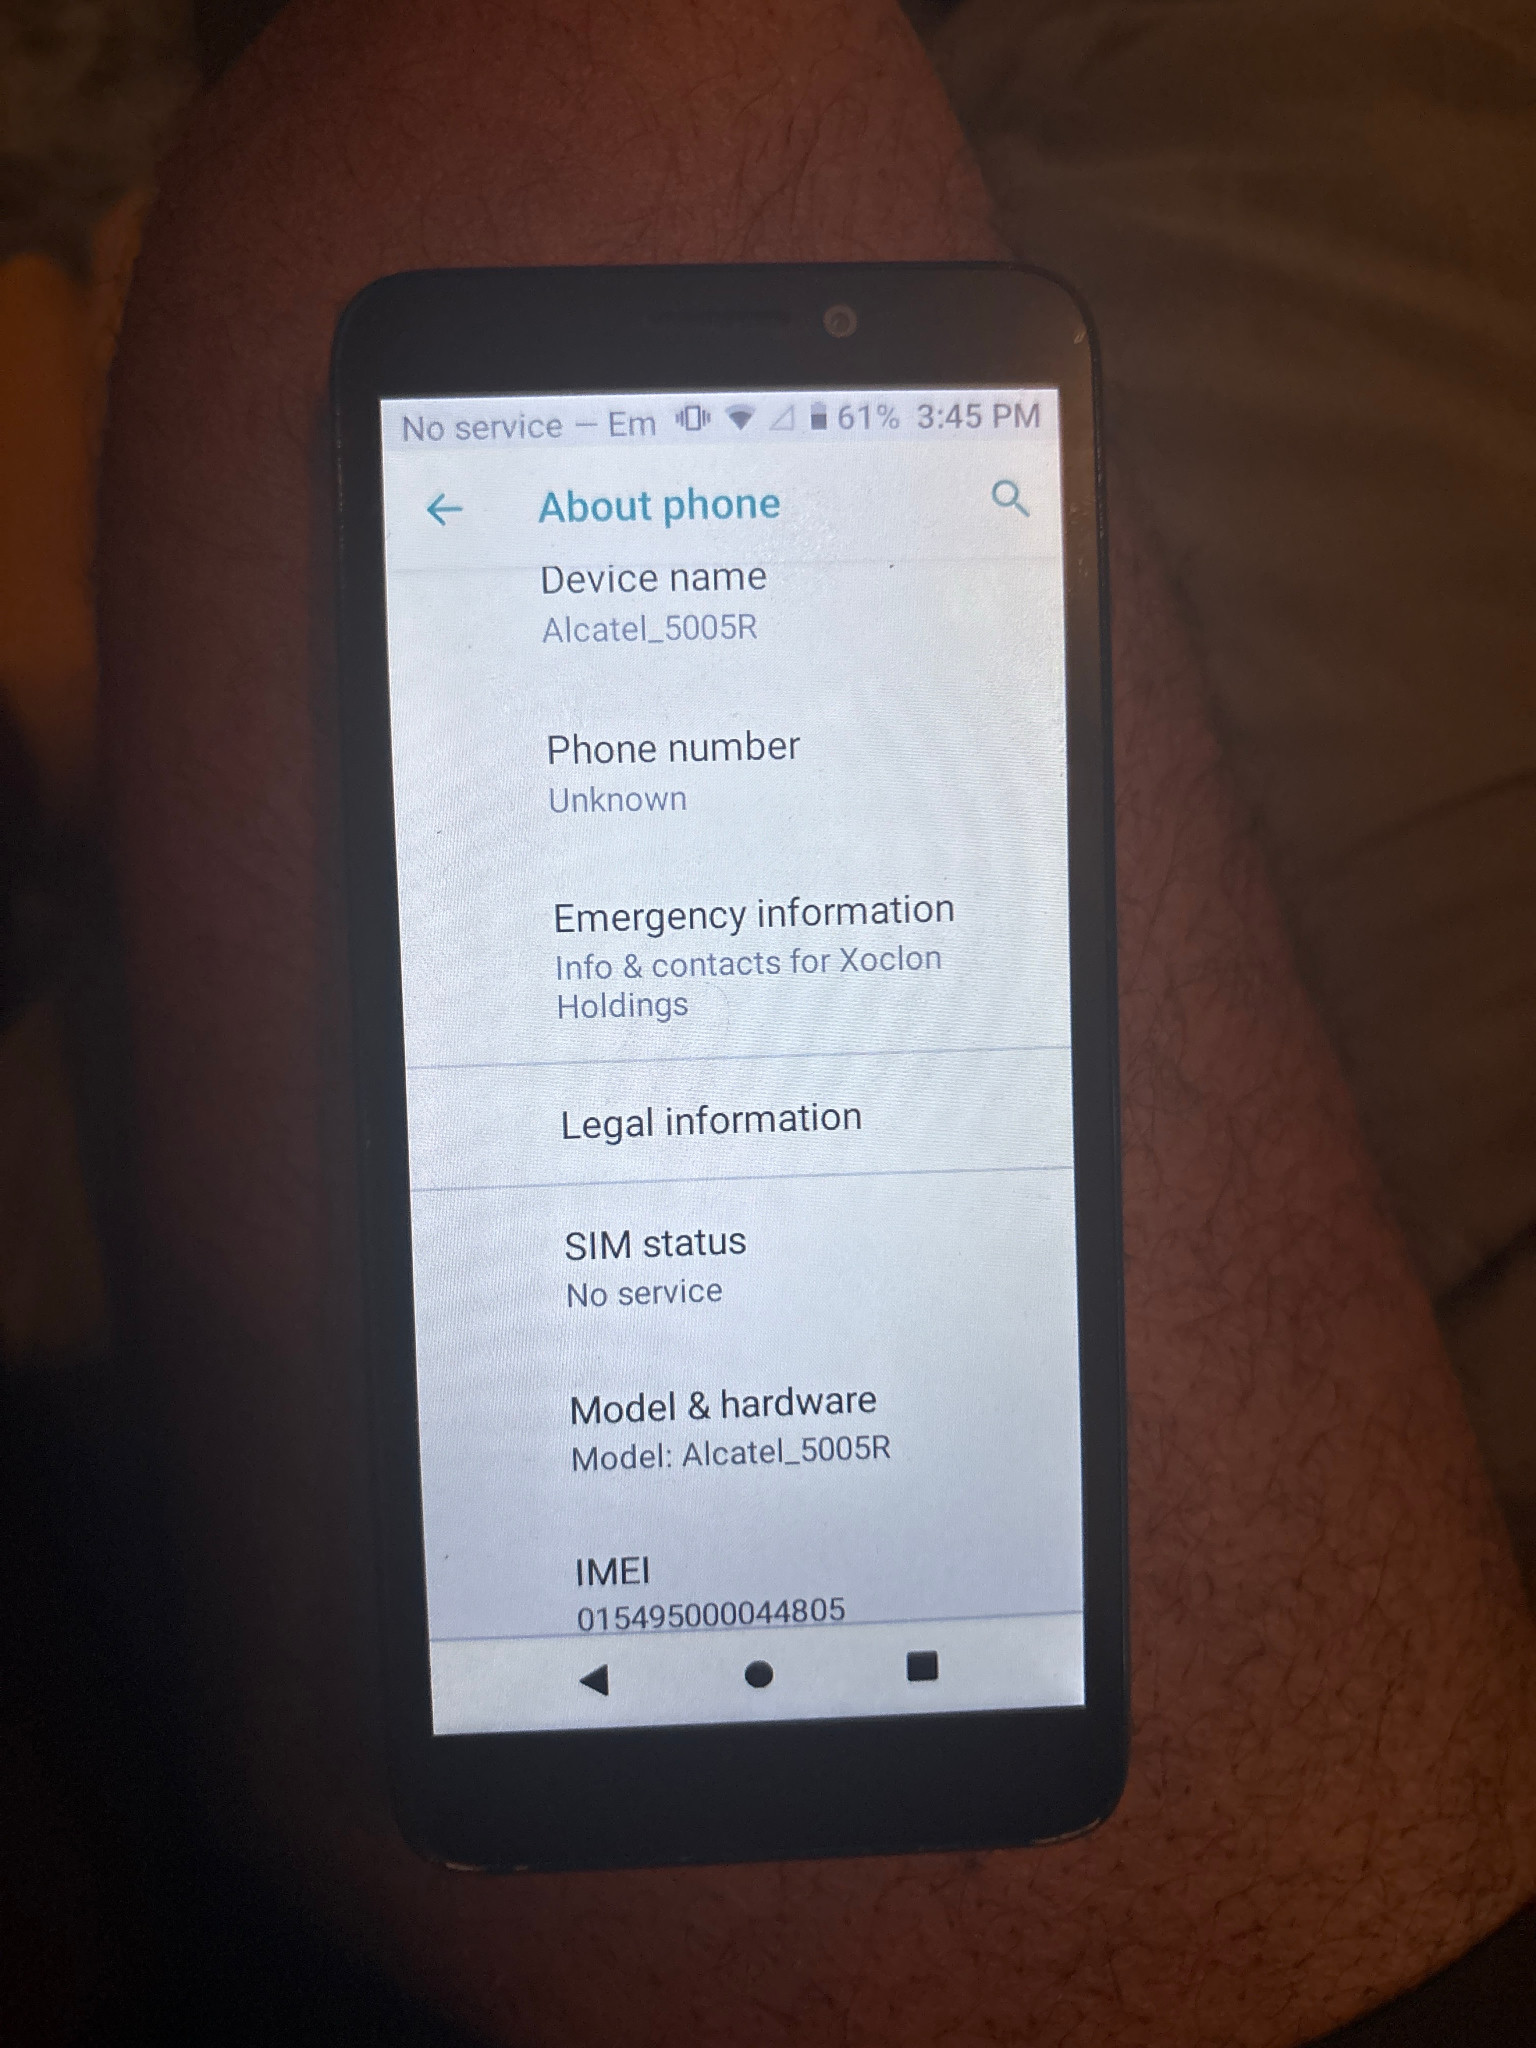 No service — Em 61% 3:45 PM
About phone
Device name
Alcatel_5005R
Phone number
Unknown
Emergency information
Info & contacts for Xoclon
Holdings
Legal information
SIM status
No service
Model & hardware
Model: Alcatel_5005R
IMEI
015495000044805